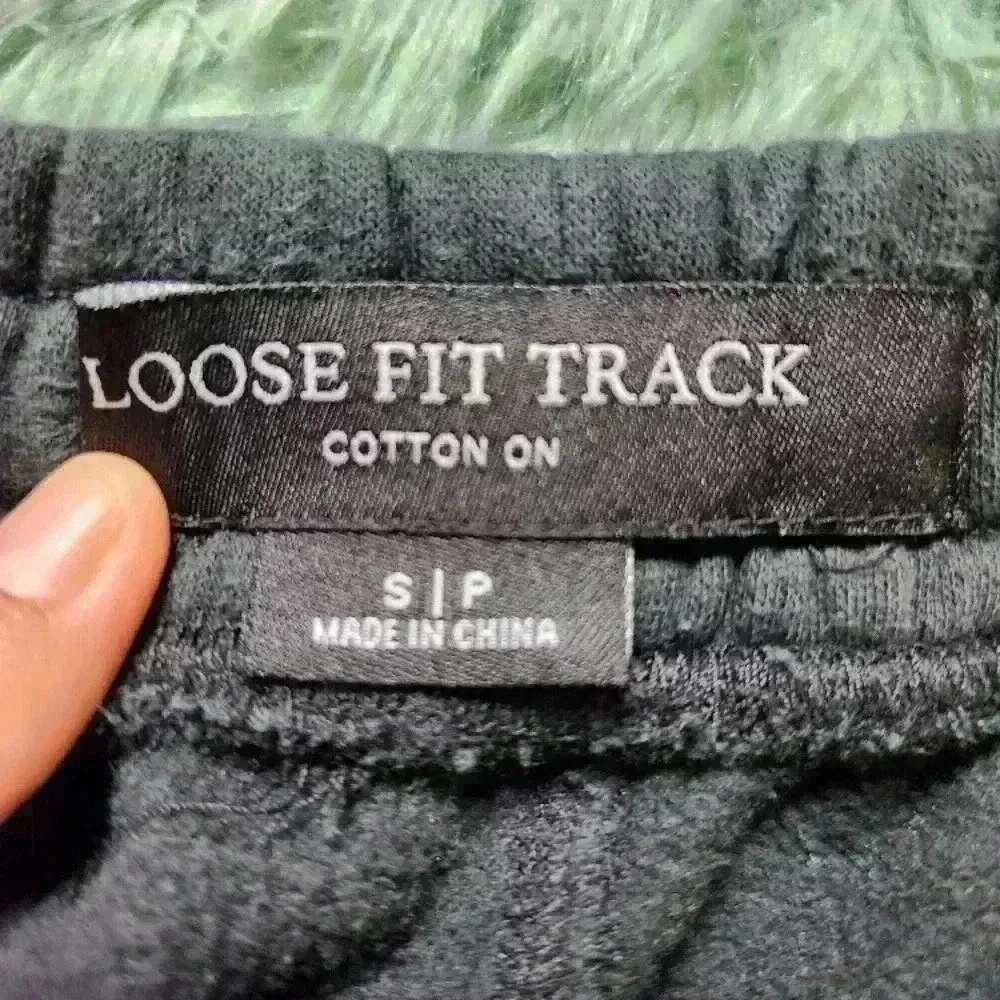 LOOSE FIT TRACK
COTTON ON
S | P
MADE IN CHINA